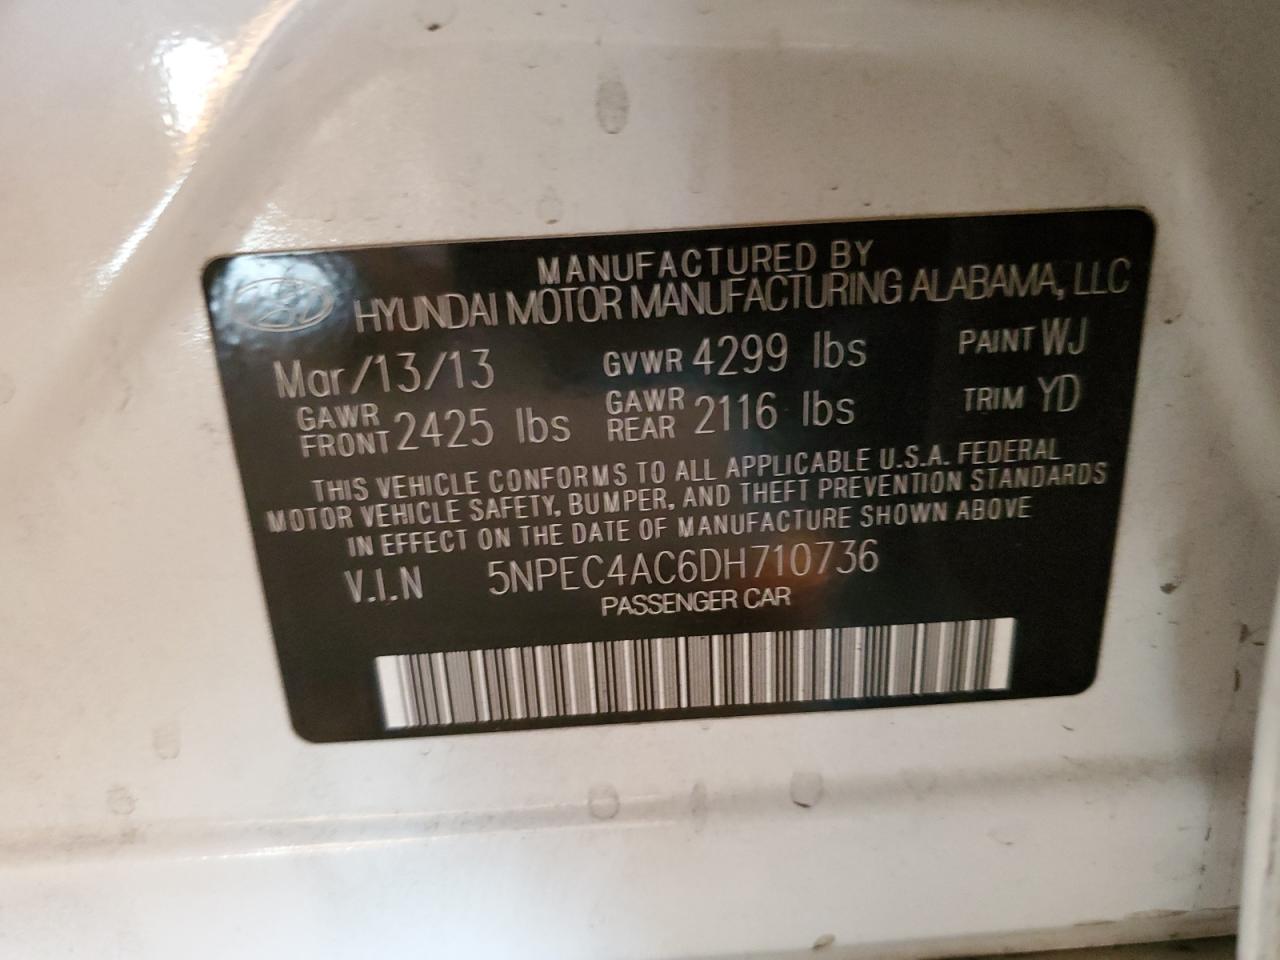 MANUFACTURED BY
HYUNDAI MOTOR MANUFACTURING ALABAMA, LLC
Mar/13/13 GVWR 4299 lbs PAINT WJ
GAWR FRONT 2425 lbs GAWR REAR 2116 lbs TRIM YD
THIS VEHICLE CONFORMS TO ALL APPLICABLE U.S.A. FEDERAL
MOTOR VEHICLE SAFETY, BUMPER, AND THEFT PREVENTION STANDARDS
IN EFFECT ON THE DATE OF MANUFACTURE SHOWN ABOVE
V.I.N 5NPEC4AC6DH710736
PASSENGER CAR